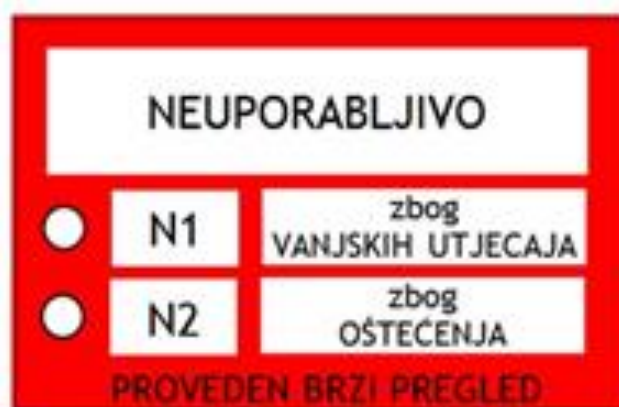 NEUPORABLJIVO
N1
zbog
VANJSKIH UTJECAJA
N2
zbog
OŠTEĆENJA
PROVEDEN BRZI PREGLED